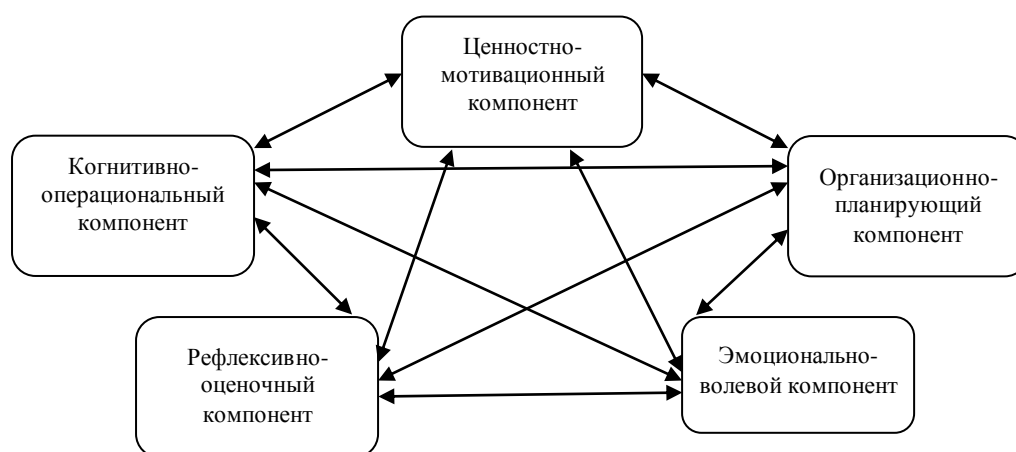 Ценностно-
мотивационный
компонент
Когнитивно-
операциональный
компонент
Организационно-
планирующий
компонент
Рефлексивно-
оценочный
компонент
Эмоционально-
волевой компонент